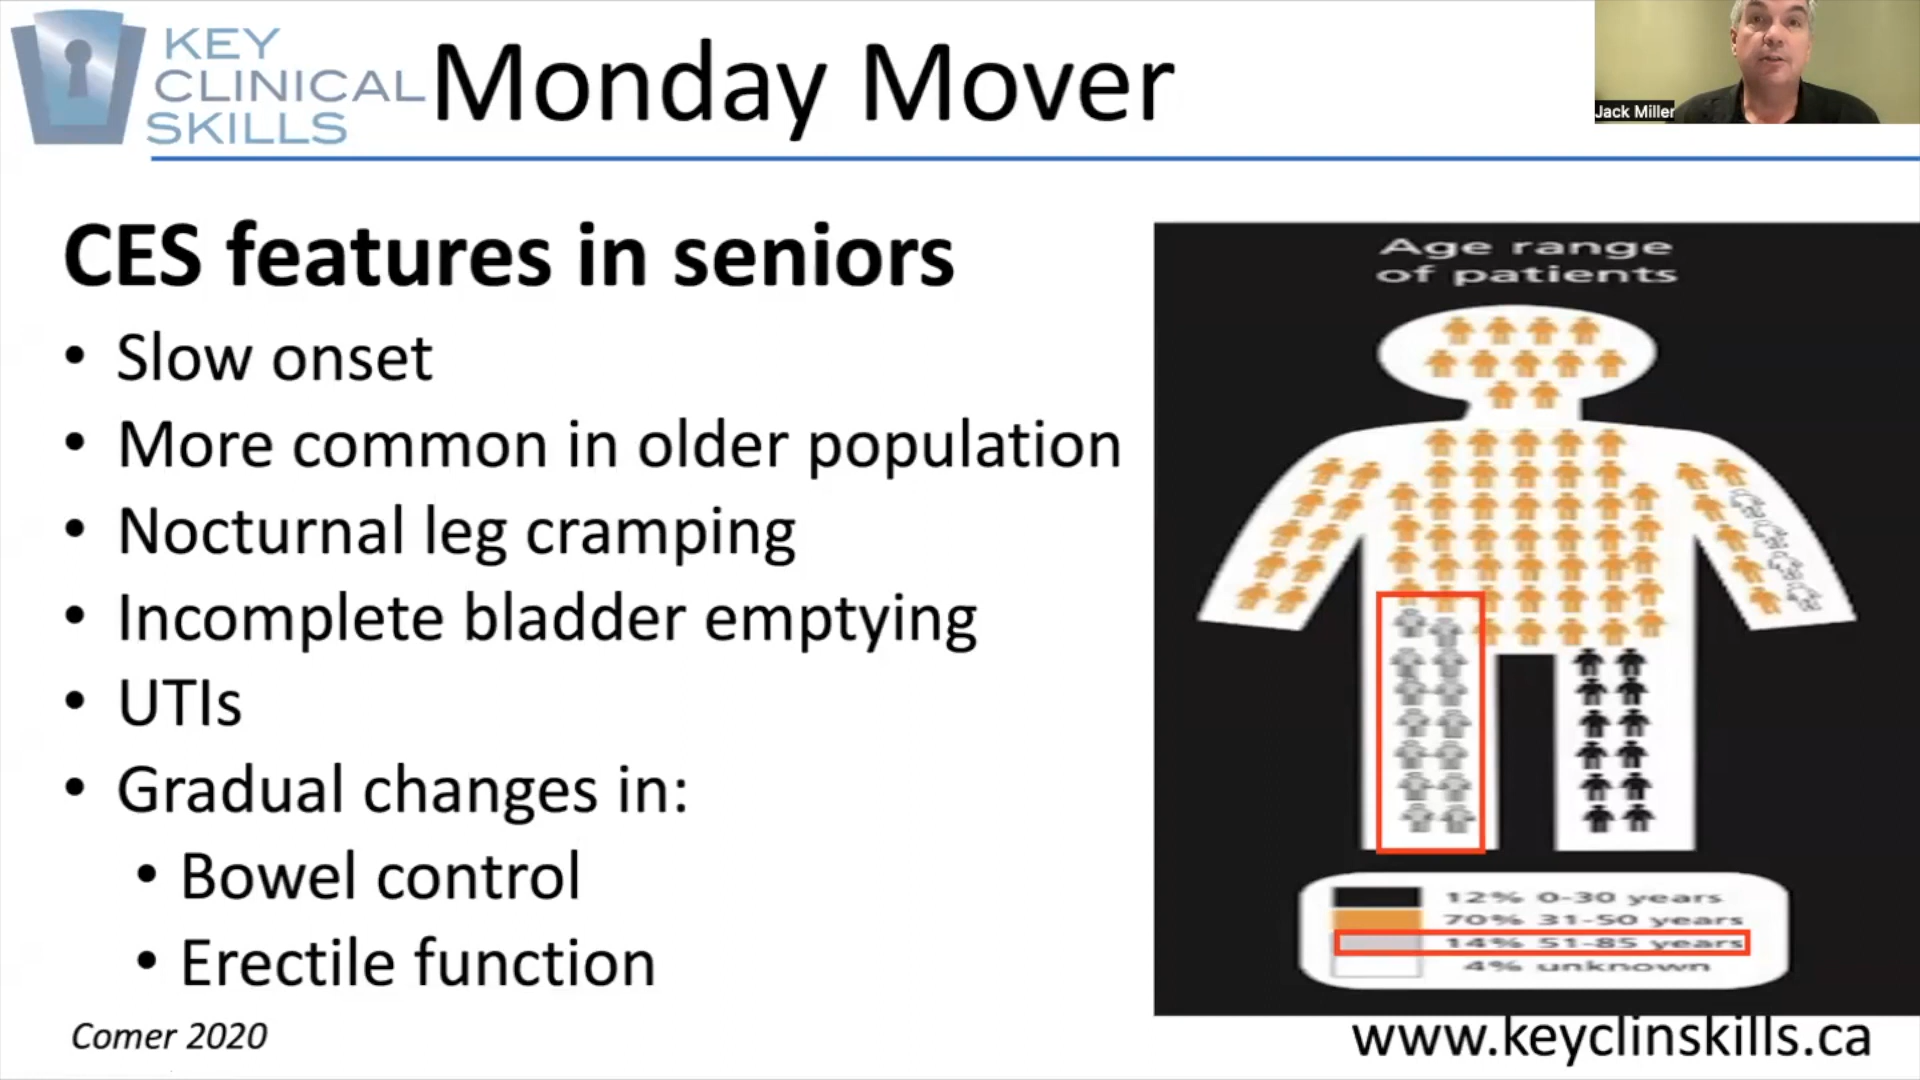 KEY
CLINICAL
SKILLS
Monday Mover
Jack Miller
CES features in seniors
• Slow onset
• More common in older population
• Nocturnal leg cramping
• Incomplete bladder emptying
• UTIs
• Gradual changes in:
• Bowel control
• Erectile function
Comer 2020
Age range
of patients
12% 0-30 years
70% 31-50 years
14% 51-85 years
4% unknown
www.keyclinskills.ca